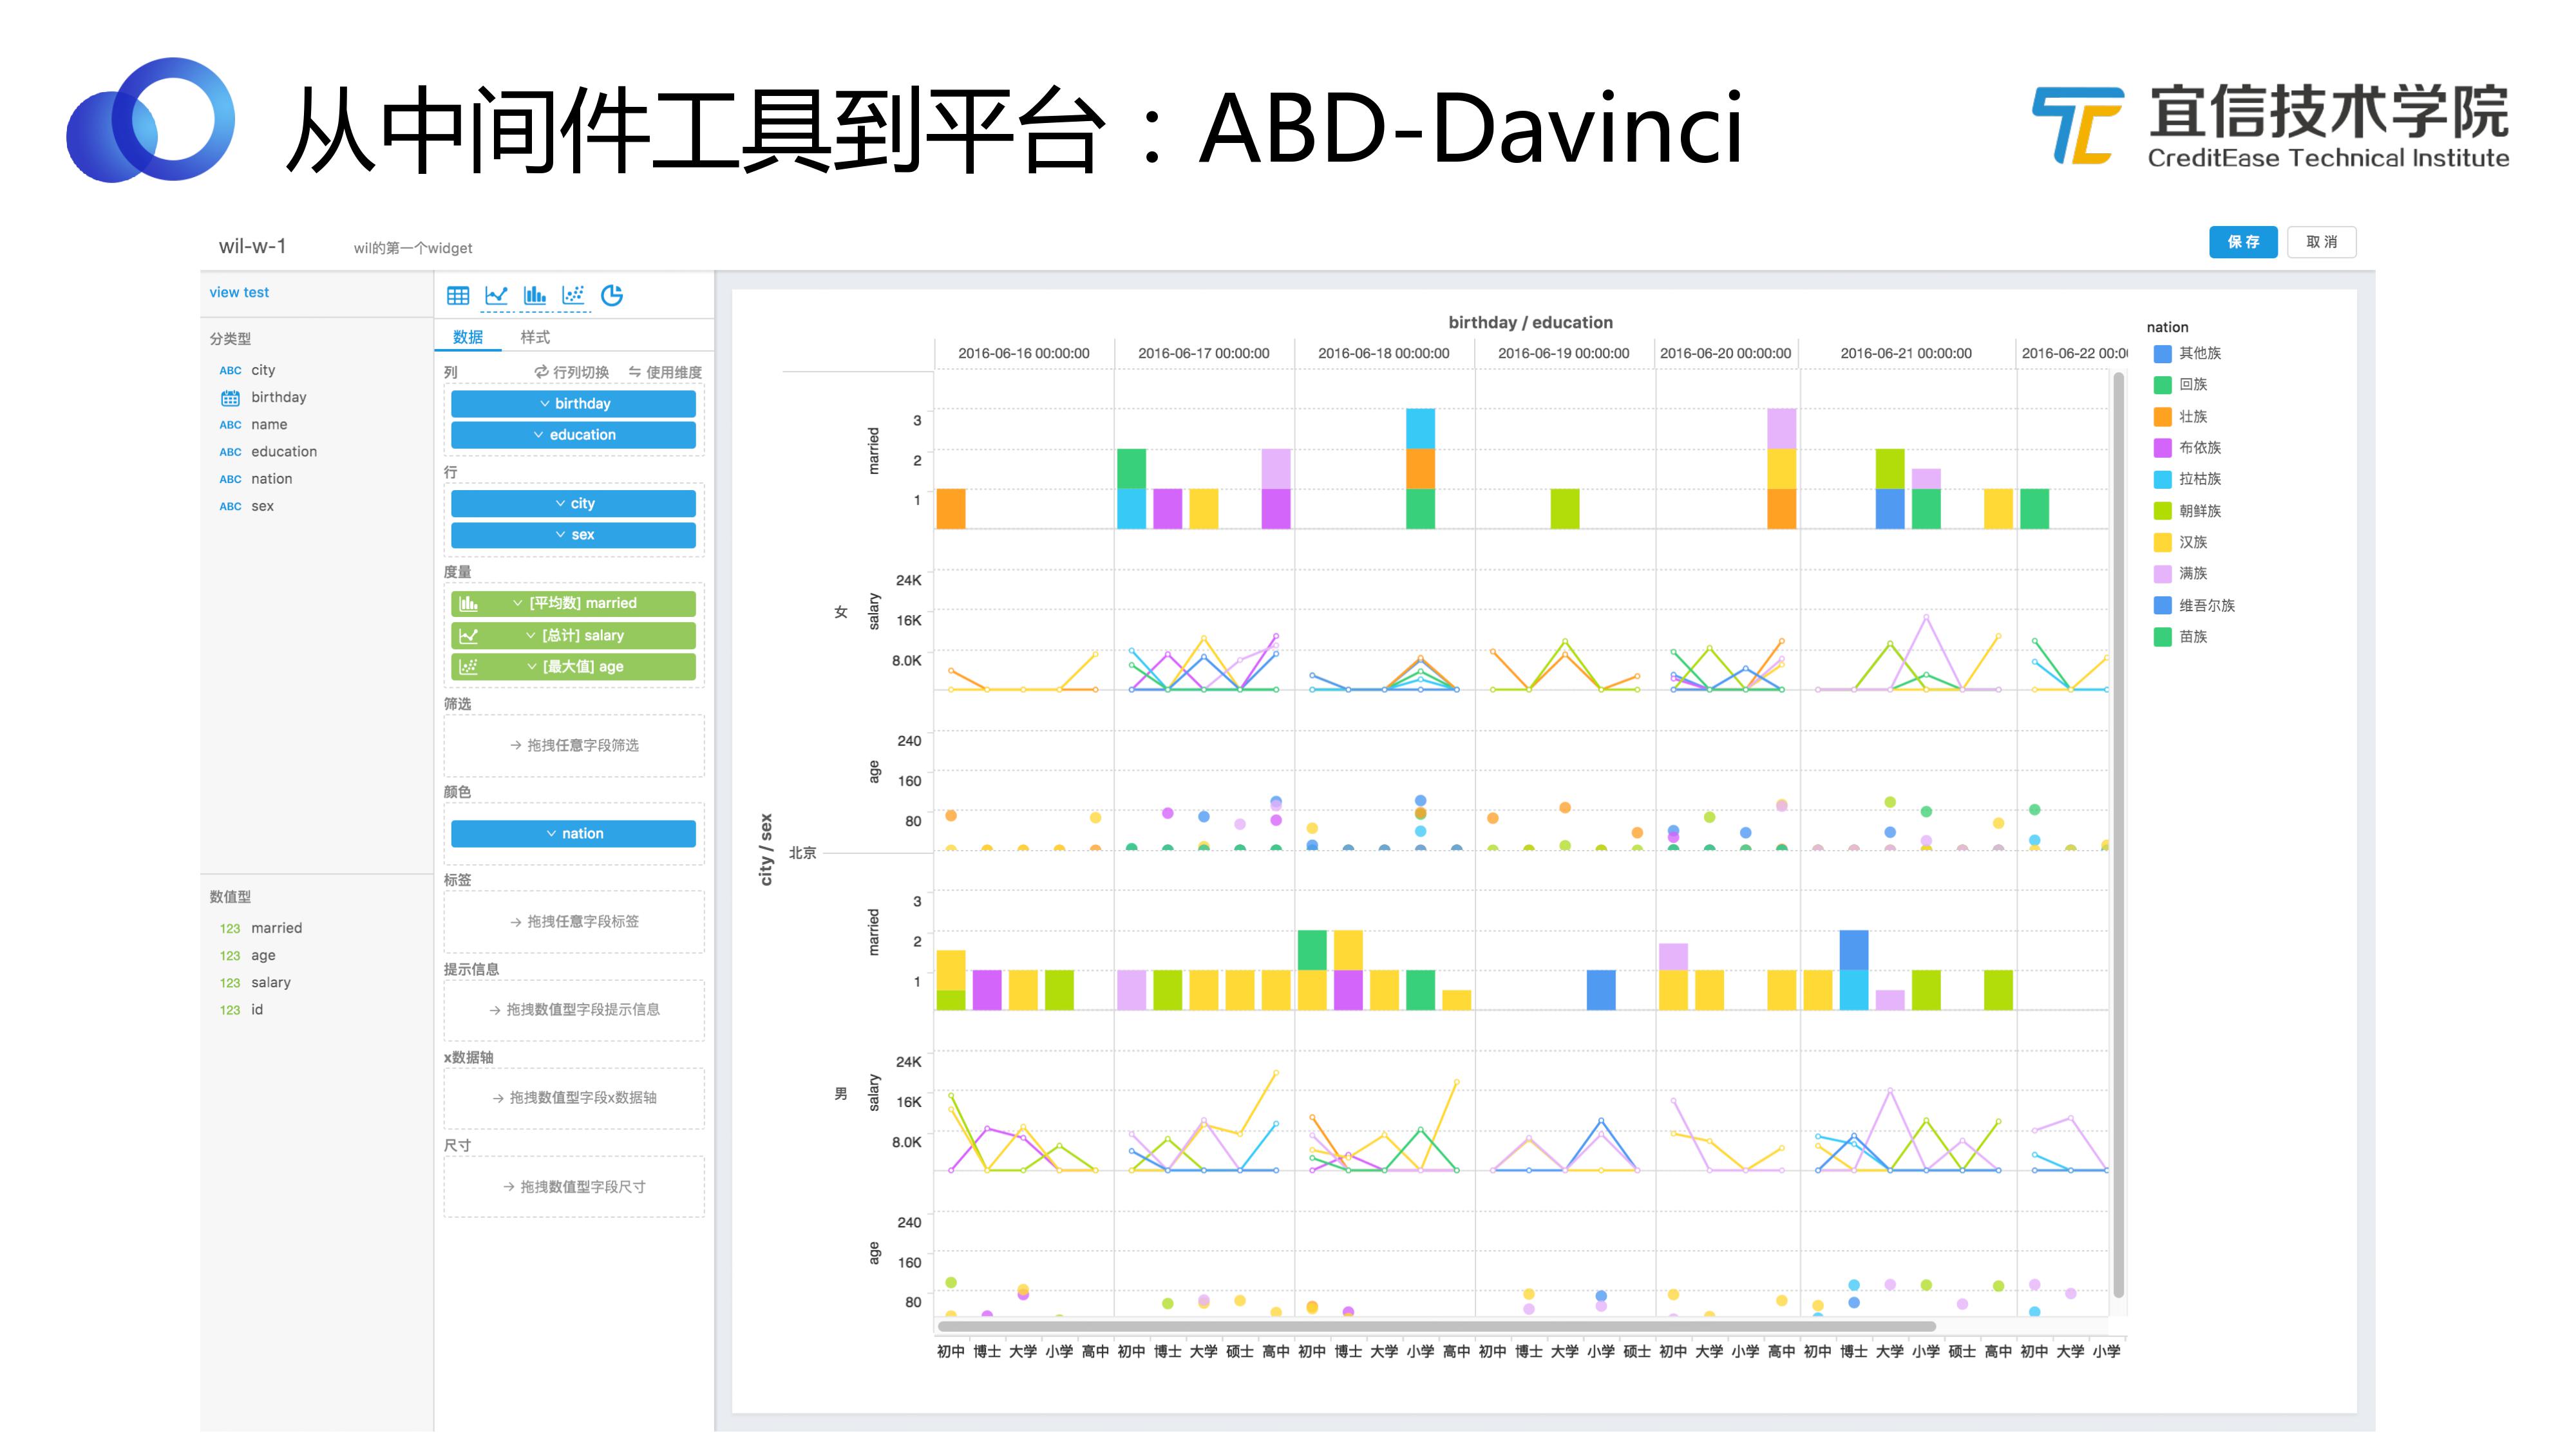 从中间件工具到平台：ABD-Davinci
宜信技术学院
CreditEase Technical Institute
wil-w-1
wil的第一个widget
保 存
取 消
view test
分类型
ABC city
birthday
ABC name
ABC education
ABC nation
ABC sex
数值型
123 married
123 age
123 salary
123 id
数据 样式
列 行列切换 使用维度
birthday
education
行
city
sex
度量
[平均数] married
[总计] salary
[最大值] age
筛选
→ 拖拽任意字段筛选
颜色
nation
标签
→ 拖拽任意字段标签
提示信息
→ 拖拽数值型字段提示信息
x数据轴
→ 拖拽数值型字段x数据轴
尺寸
→ 拖拽数值型字段尺寸
birthday / education
2016-06-16 00:00:00 2016-06-17 00:00:00 2016-06-18 00:00:00 2016-06-19 00:00:00 2016-06-20 00:00:00 2016-06-21 00:00:00 2016-06-22 00:0
city / sex
北京
女
married
3
2
1
salary
24K
16K
8.0K
age
240
160
80
男
married
3
2
1
salary
24K
16K
8.0K
age
240
160
80
初中 博士 大学 小学 高中 初中 博士 大学 硕士 高中 初中 博士 大学 小学 高中 初中 博士 大学 小学 硕士 初中 大学 小学 高中 初中 博士 大学 小学 硕士 高中 初中 大学 小学
nation
其他族
回族
壮族
布依族
拉枯族
朝鲜族
汉族
满族
维吾尔族
苗族